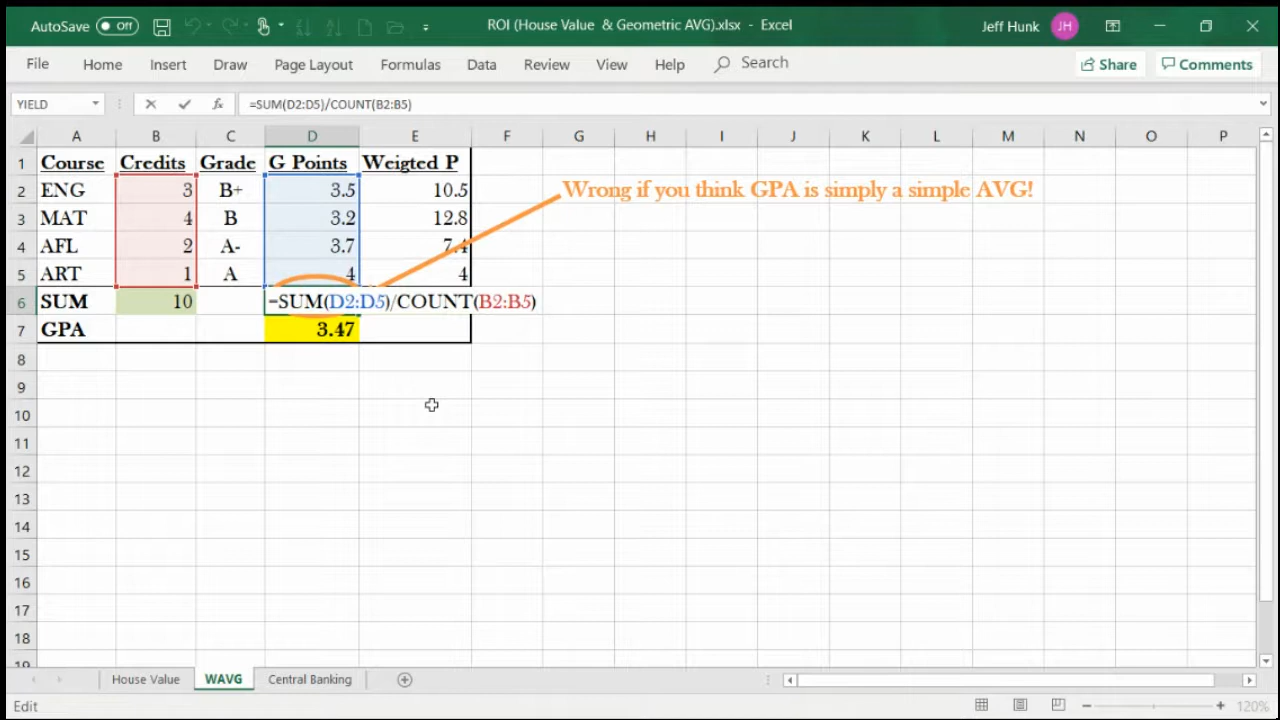 AutoSave Off ROI (House Value & Geometric AVG).xlsx - Excel Jeff Hunk JH
File Home Insert Draw Page Layout Formulas Data Review View Help Search Share Comments
YIELD fx =SUM(D2:D5)/COUNT(B2:B5)
A B C D E F G H I J K L M N O P
1 Course Credits Grade G Points Weigted P
2 ENG 3 B+ 3.5 10.5 Wrong if you think GPA is simply a simple AVG!
3 MAT 4 B 3.2 12.8
4 AFL 2 A- 3.7 7.4
5 ART 1 A 4 4
6 SUM 10 =SUM(D2:D5)/COUNT(B2:B5)
7 GPA 3.47
8
9
10
11
12
13
14
15
16
17
18
19
House Value WAVG Central Banking
Edit 120%